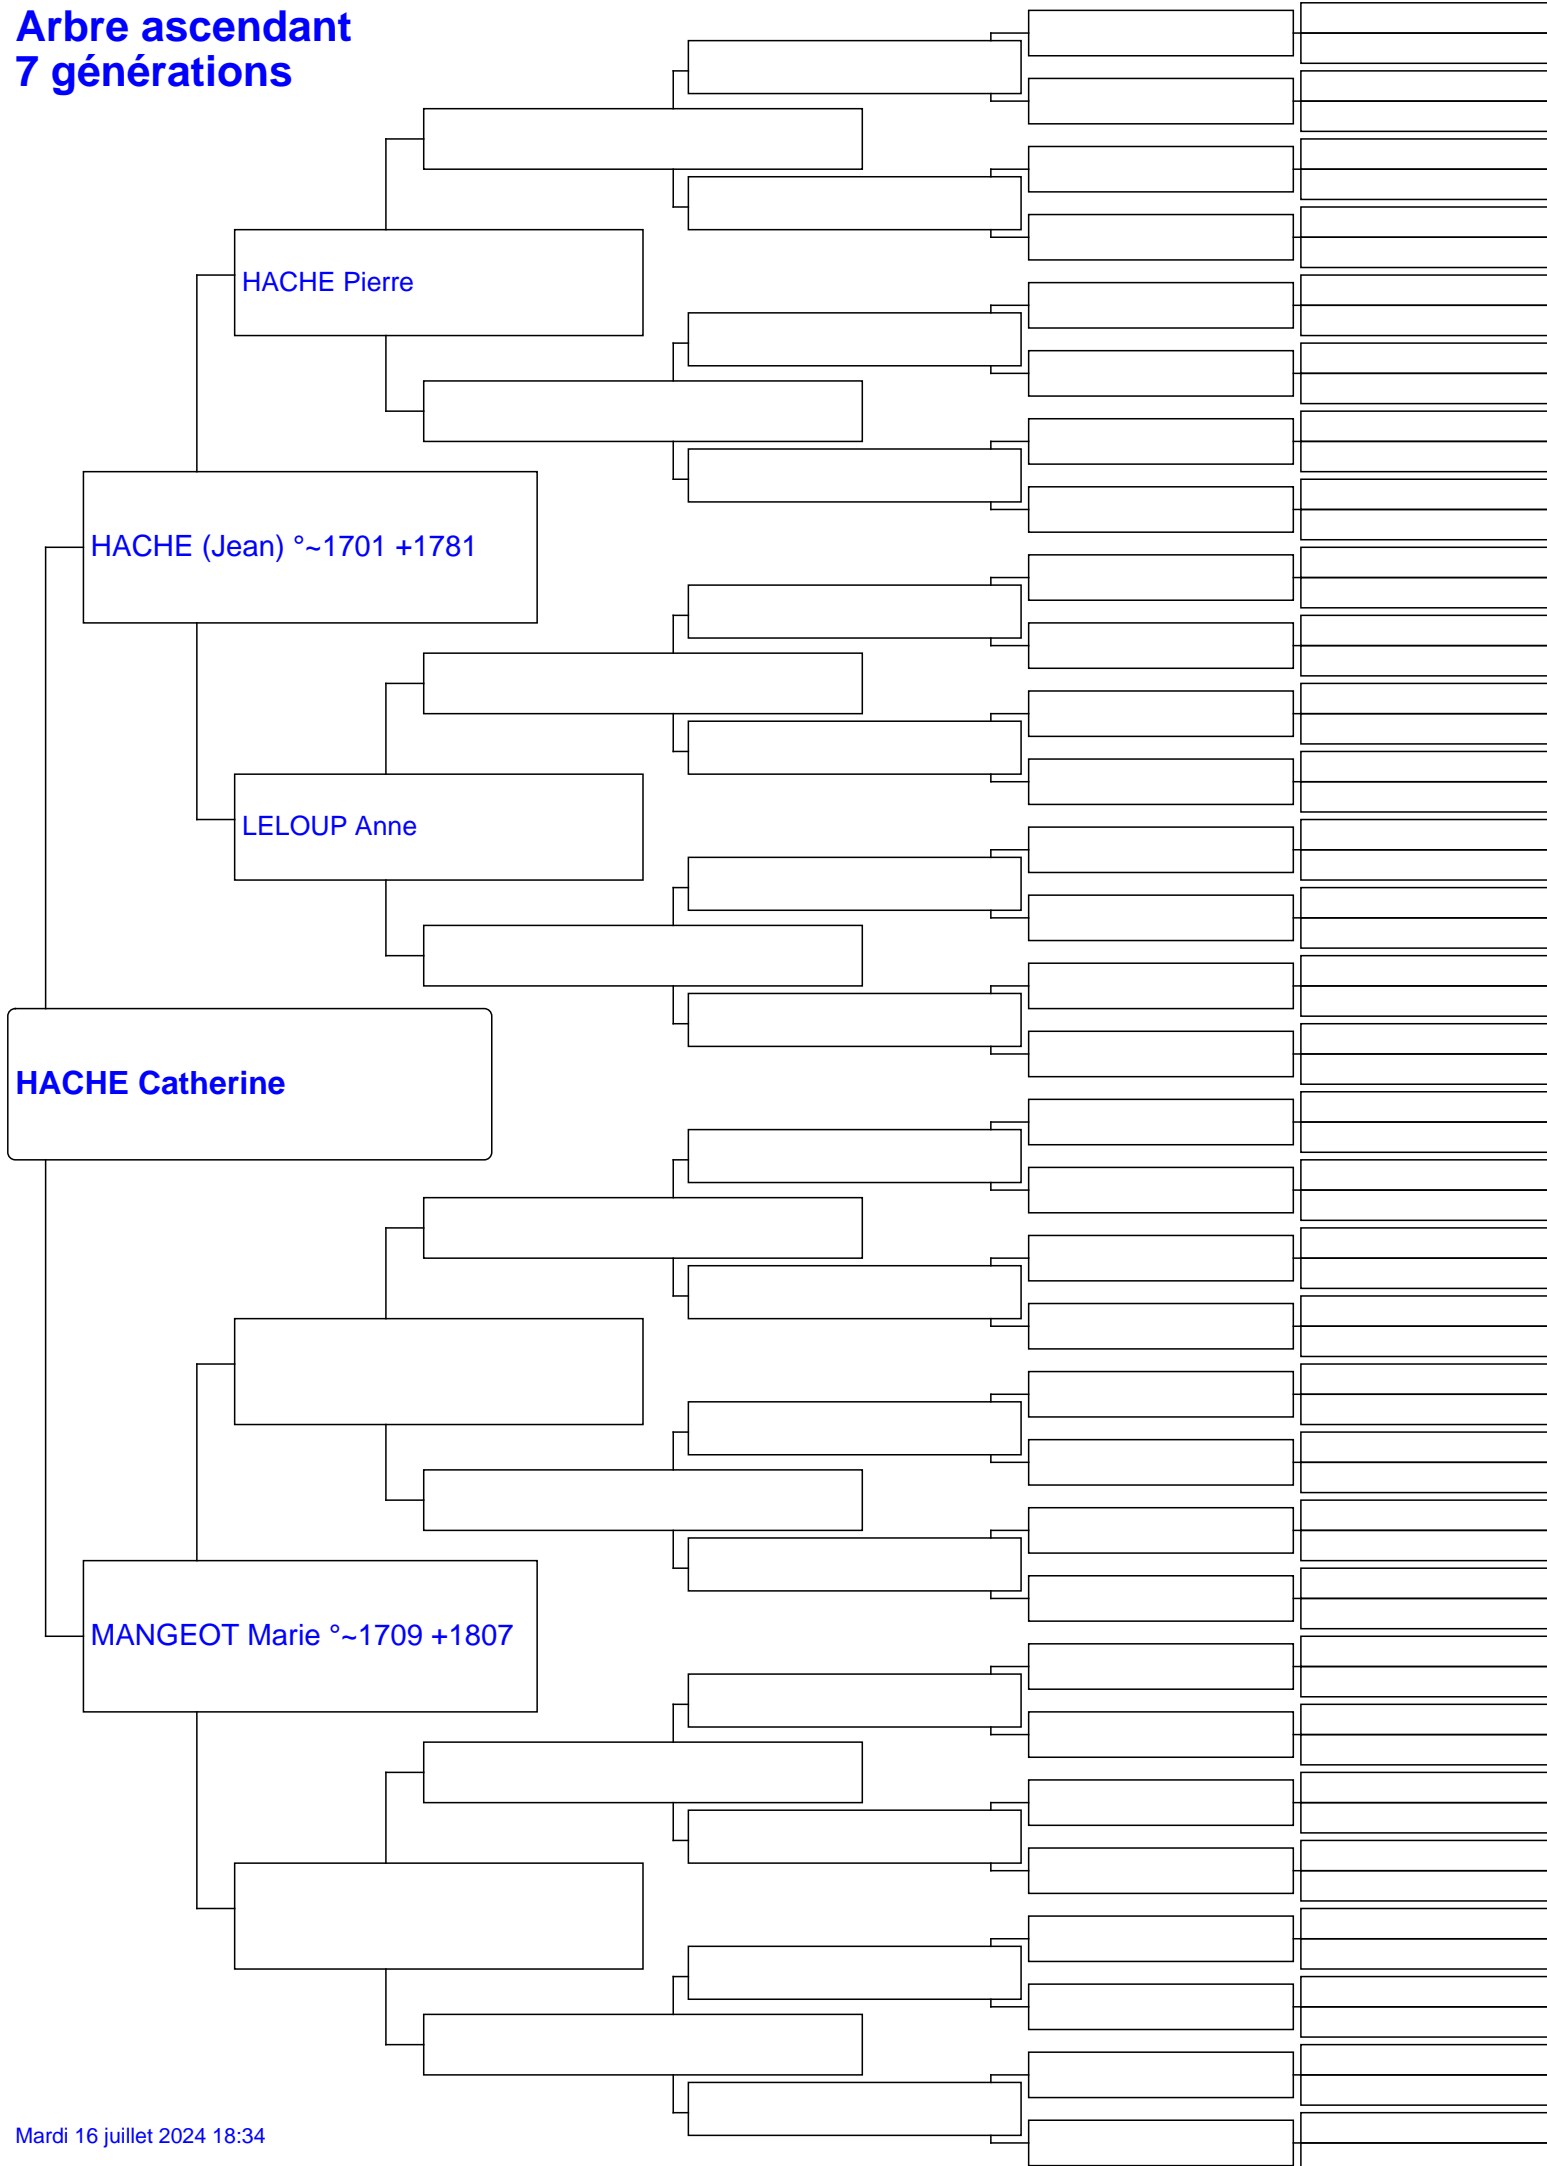 Arbre ascendant
7 générations
HACHE Pierre
HACHE (Jean) °~1701 +1781
LELOUP Anne
HACHE Catherine
MANGEOT Marie °~1709 +1807
Mardi 16 juillet 2024 18:34